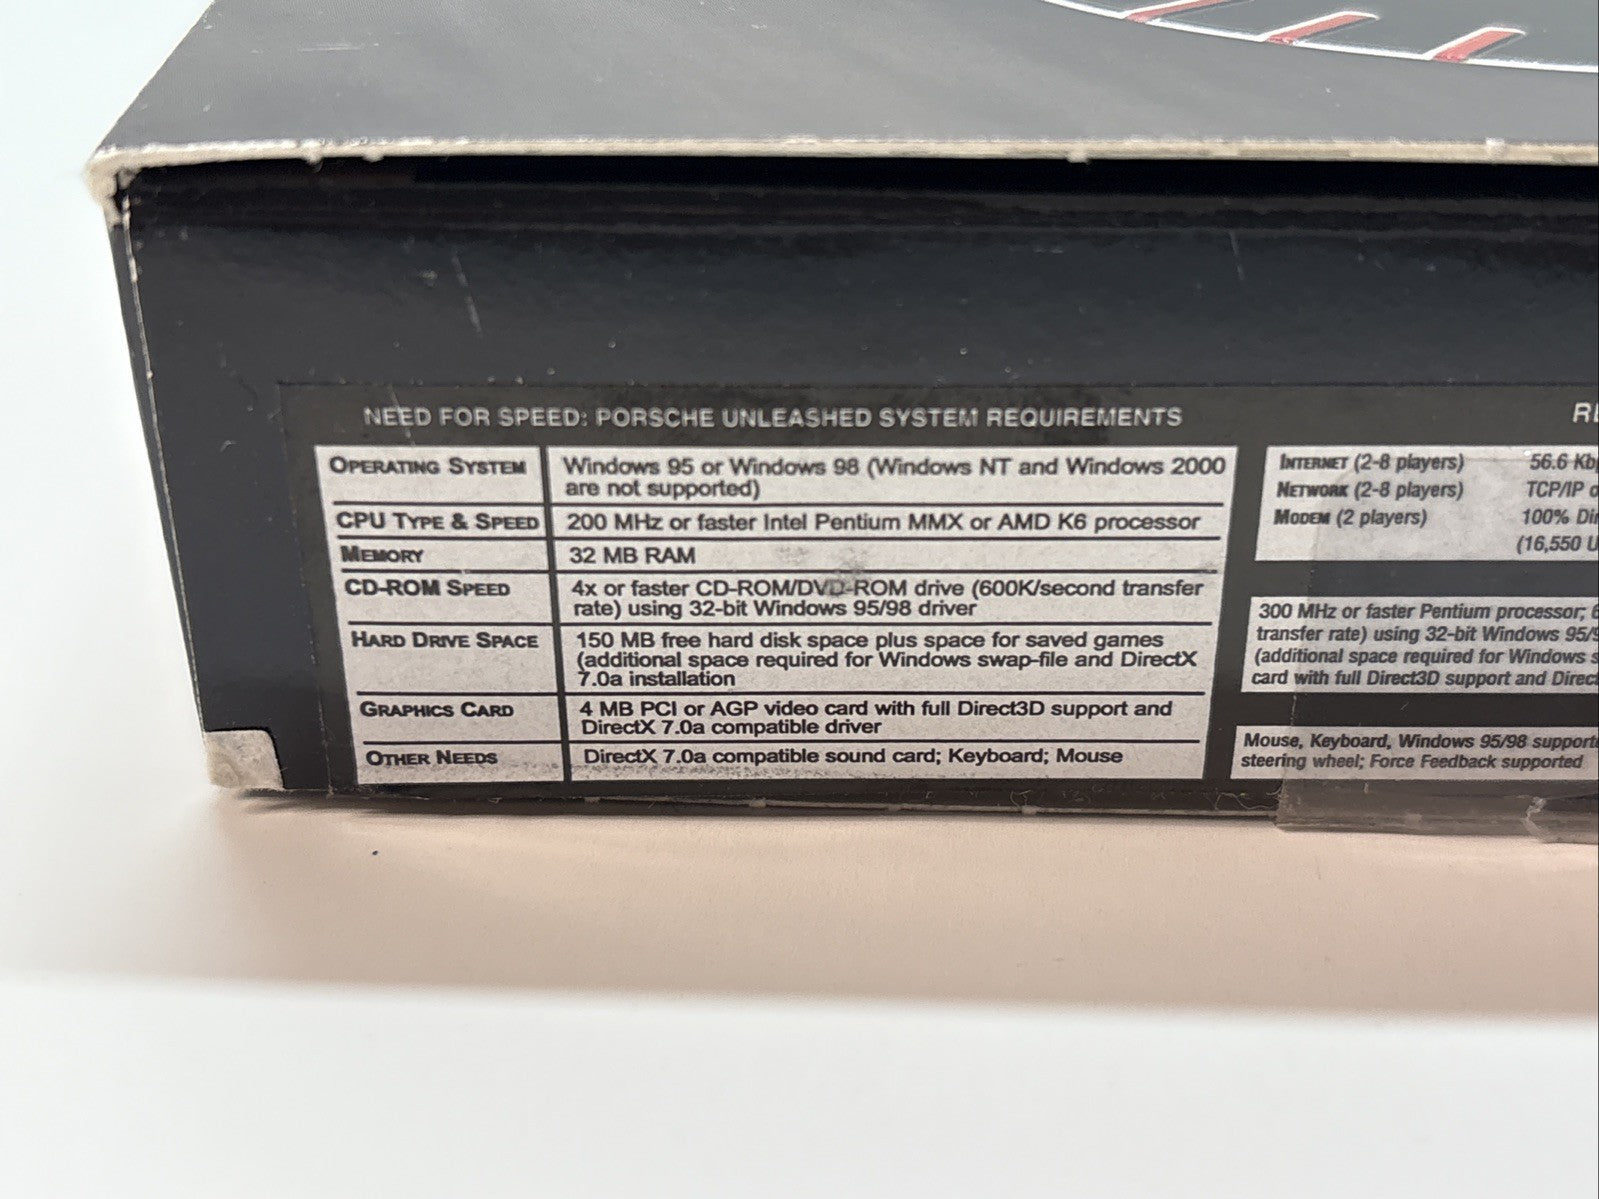 NEED FOR SPEED: PORSCHE UNLEASHED SYSTEM REQUIREMENTS
OPERATING SYSTEM
Windows 95 or Windows 98 (Windows NT and Windows 2000
are not supported)
CPU TYPE & SPEED
200 MHz or faster Intel Pentium MMX or AMD K6 processor
MEMORY
32 MB RAM
CD-ROM SPEED
4x or faster CD-ROM/DVD-ROM drive (600K/second transfer
rate) using 32-bit Windows 95/98 driver
HARD DRIVE SPACE
150 MB free hard disk space plus space for saved games
(additional space required for Windows swap-file and DirectX
7.0a installation
GRAPHICS CARD
4 MB PCI or AGP video card with full Direct3D support and
DirectX 7.0a compatible driver
OTHER NEEDS
DirectX 7.0a compatible sound card; Keyboard; Mouse
INTERNET (2-8 players) 56.6
NETWORK (2-8 players) TCP/IP
MODEM (2 players) 100%
(16,550
300 MHz or faster Pentium processor;
transfer rate) using 32-bit Windows
(additional space required for Windows
card with full Direct3D support and
Mouse, Keyboard, Windows 95/98
steering wheel; Force Feedback supported